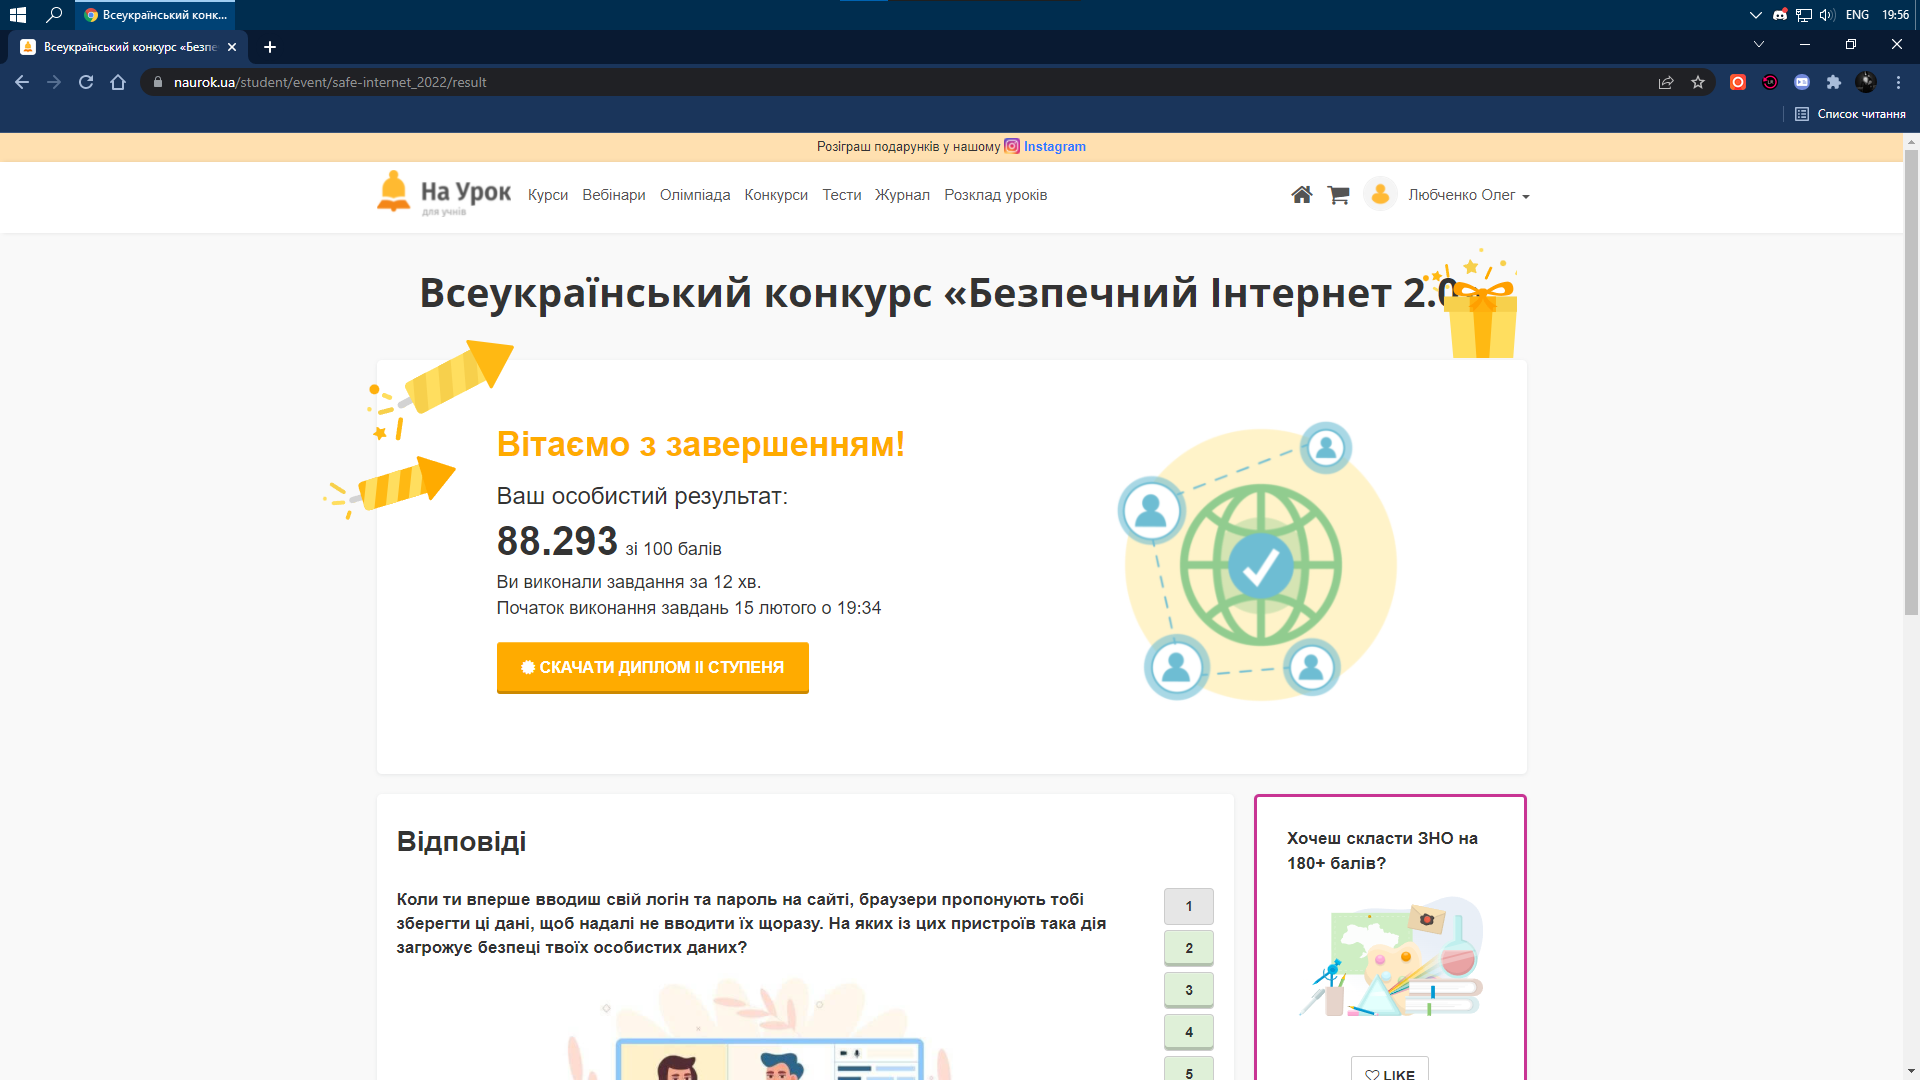 Всеукраїнський конк...
ENG
19:56
Всеукраїнський конкурс «Безпе
naurok.ua/student/event/safe-internet_2022/result
Список читання
Розіграш подарунків у нашому Instagram
На Урок
для учнів
Курси Вебінари Олімпіада Конкурси Тести Журнал Розклад уроків
Любченко Олег
Всеукраїнський конкурс «Безпечний Інтернет 2.0
Вітаємо з завершенням!
Ваш особистий результат:
88.293 зі 100 балів
Ви виконали завдання за 12 хв.
Початок виконання завдань 15 лютого о 19:34
СКАЧАТИ ДИПЛОМ II СТУПЕНЯ
Відповіді
Коли ти вперше вводиш свій логін та пароль на сайті, браузери пропонують тобі
зберегти ці дані, щоб надалі не вводити їх щоразу. На яких із цих пристроїв така дія
загрожує безпеці твоїх особистих даних?
1
2
3
4
5
Хочеш скласти ЗНО на
180+ балів?
LIKE